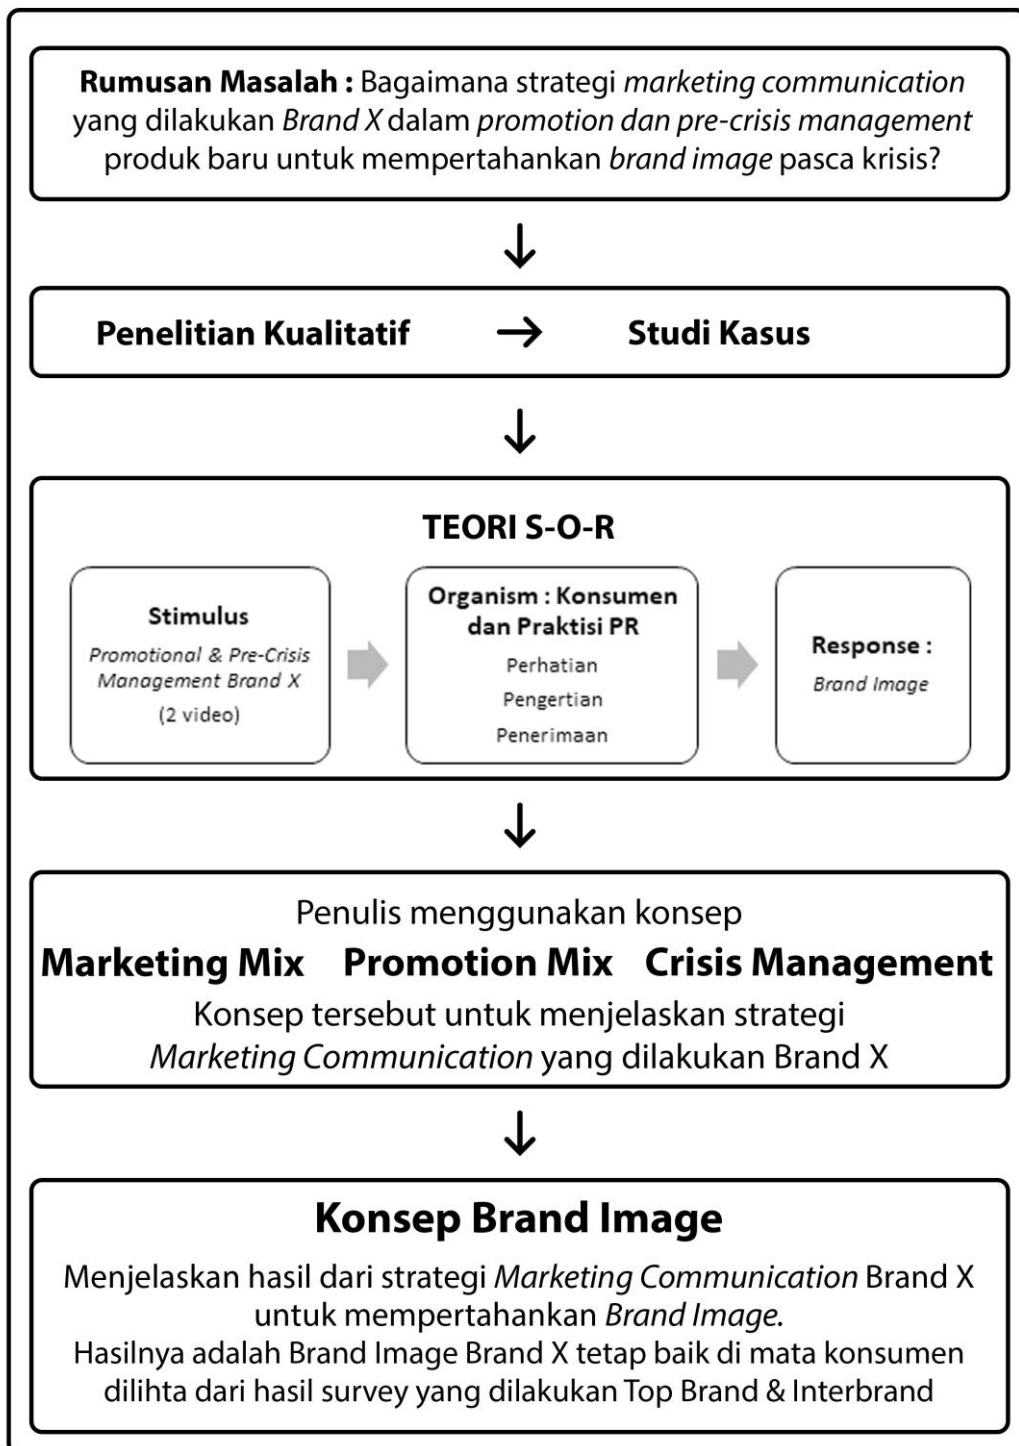 Rumusan Masalah : Bagaimana strategi marketing communication
yang dilakukan Brand X dalam promotion dan pre-crisis management
produk baru untuk mempertahankan brand image pasca krisis?
Penelitian Kualitatif → Studi Kasus
TEORI S-O-R
Stimulus
Promotional & Pre-Crisis
Management Brand X
(2 video)
Organism : Konsumen
dan Praktisi PR
Perhatian
Pengertian
Penerimaan
Response :
Brand Image
Penulis menggunakan konsep
Marketing Mix Promotion Mix Crisis Management
Konsep tersebut untuk menjelaskan strategi
Marketing Communication yang dilakukan Brand X
Konsep Brand Image
Menjelaskan hasil dari strategi Marketing Communication Brand X
untuk mempertahankan Brand Image.
Hasilnya adalah Brand Image Brand X tetap baik di mata konsumen
dilihta dari hasil survey yang dilakukan Top Brand & Interbrand